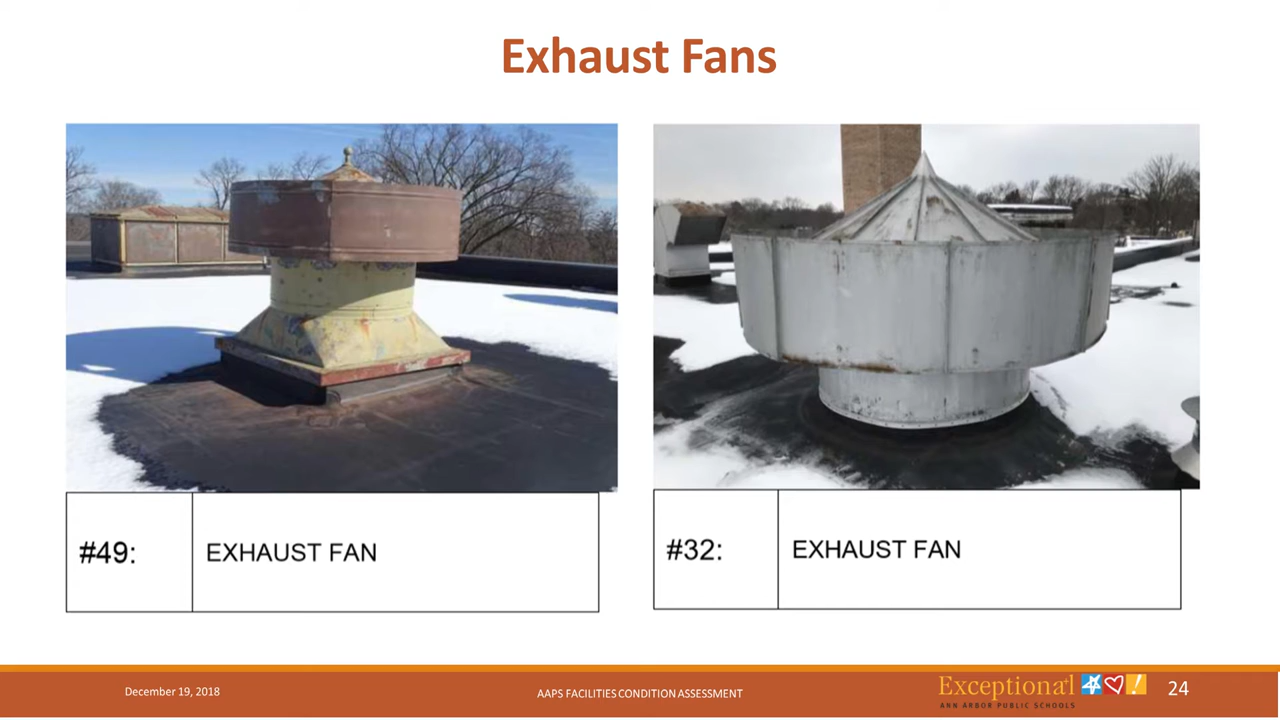 Exhaust Fans
#49: EXHAUST FAN
#32: EXHAUST FAN
December 19, 2018
AAPS FACILITIES CONDITION ASSESSMENT
Exceptional
ANN ARBOR PUBLIC SCHOOLS
24